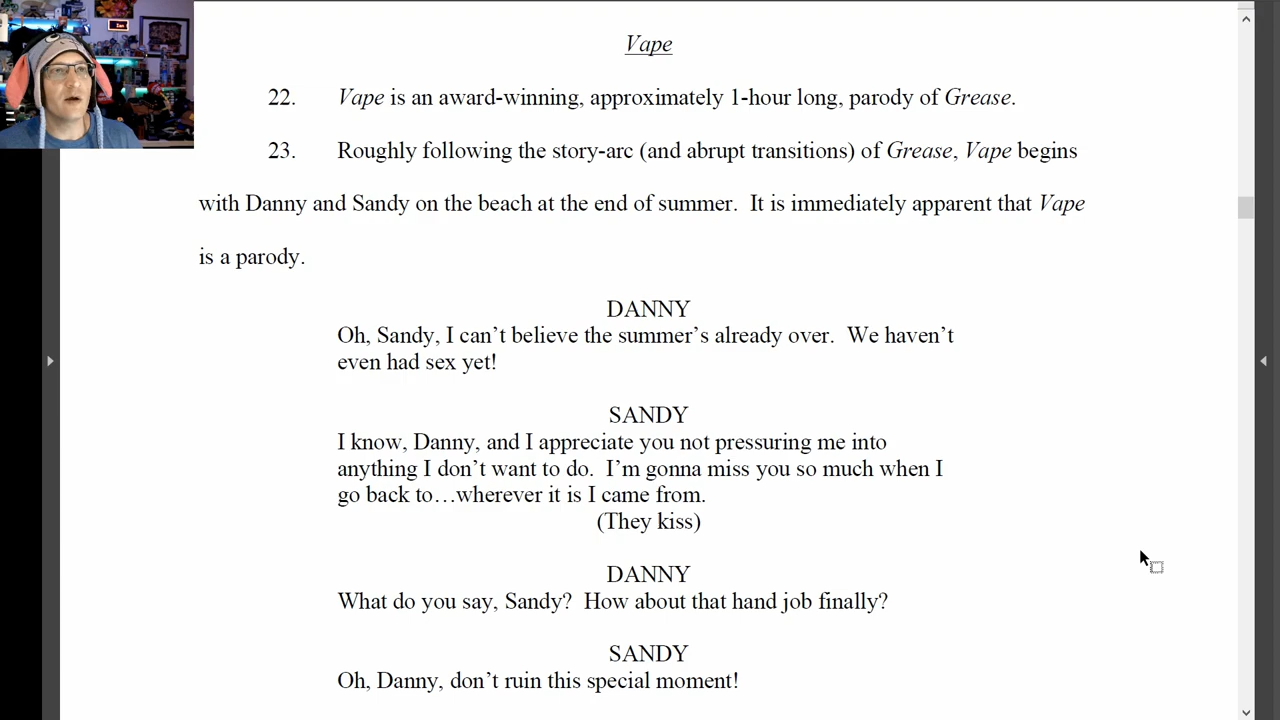 Vape
22. Vape is an award-winning, approximately 1-hour long, parody of Grease.
23. Roughly following the story-arc (and abrupt transitions) of Grease, Vape begins
with Danny and Sandy on the beach at the end of summer. It is immediately apparent that Vape
is a parody.
DANNY
Oh, Sandy, I can't believe the summer's already over. We haven't
even had sex yet!
SANDY
I know, Danny, and I appreciate you not pressuring me into
anything I don't want to do. I'm gonna miss you so much when I
go back to…wherever it is I came from.
(They kiss)
DANNY
What do you say, Sandy? How about that hand job finally?
SANDY
Oh, Danny, don't ruin this special moment!